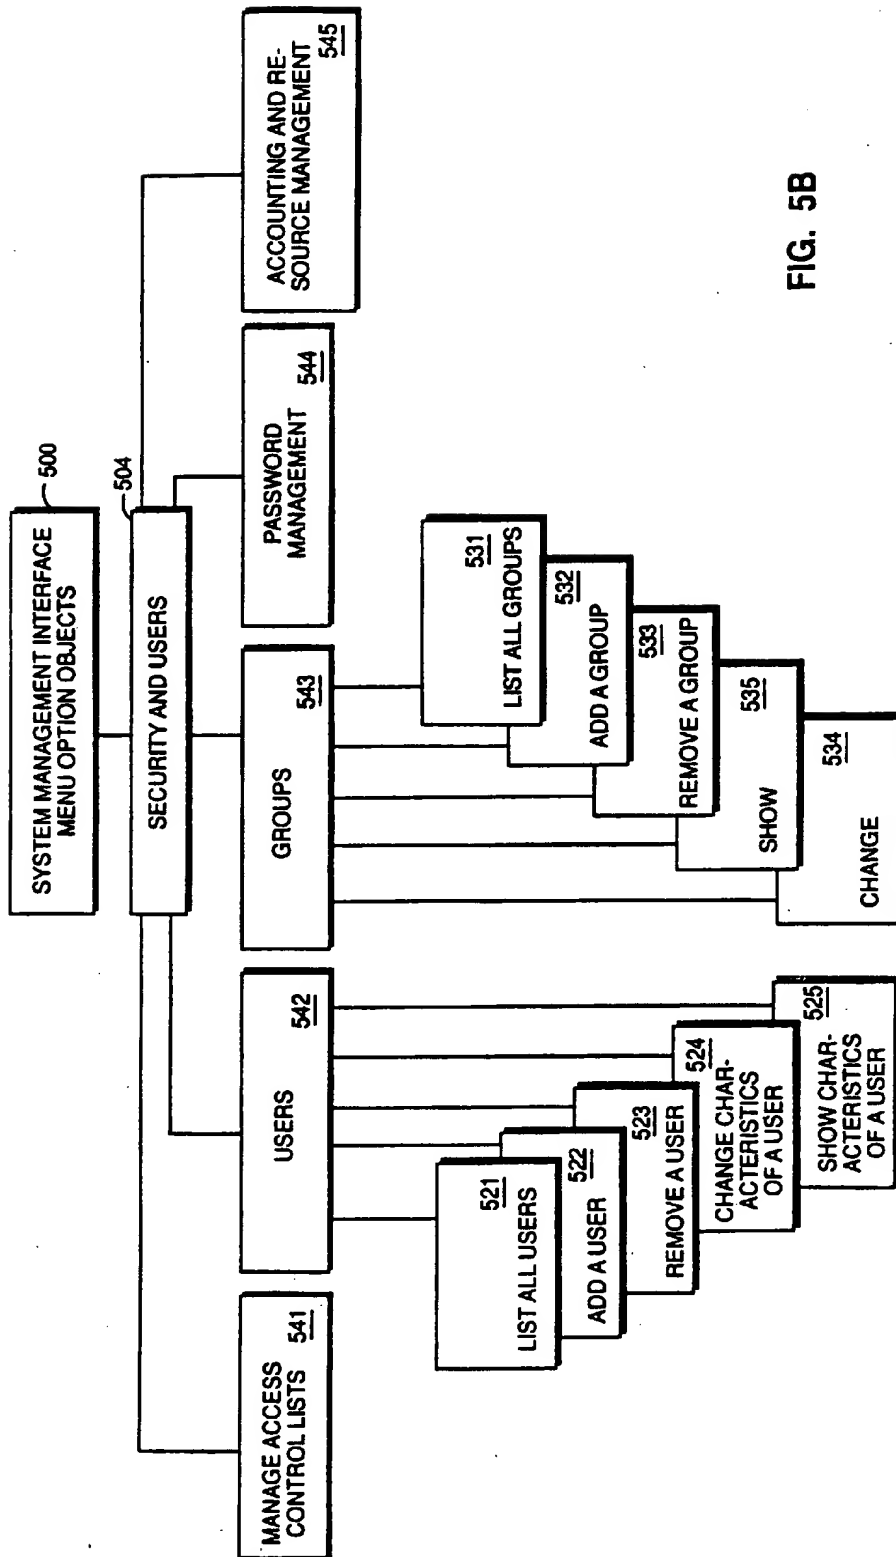 SYSTEM MANAGEMENT INTERFACE
MENU OPTION OBJECTS
500
504
SECURITY AND USERS
MANAGE ACCESS
CONTROL LISTS 541
USERS
542
GROUPS
543
PASSWORD
MANAGEMENT
544
ACCOUNTING AND RE-
SOURCE MANAGEMENT
545
521
LIST ALL USERS
522
ADD A USER
523
REMOVE A USER
524
CHANGE CHAR-
ACTERISTICS
OF A USER
525
SHOW CHAR-
ACTERISTICS
OF A USER
531
LIST ALL GROUPS
532
ADD A GROUP
533
REMOVE A GROUP
535
SHOW
534
CHANGE
FIG. 5B